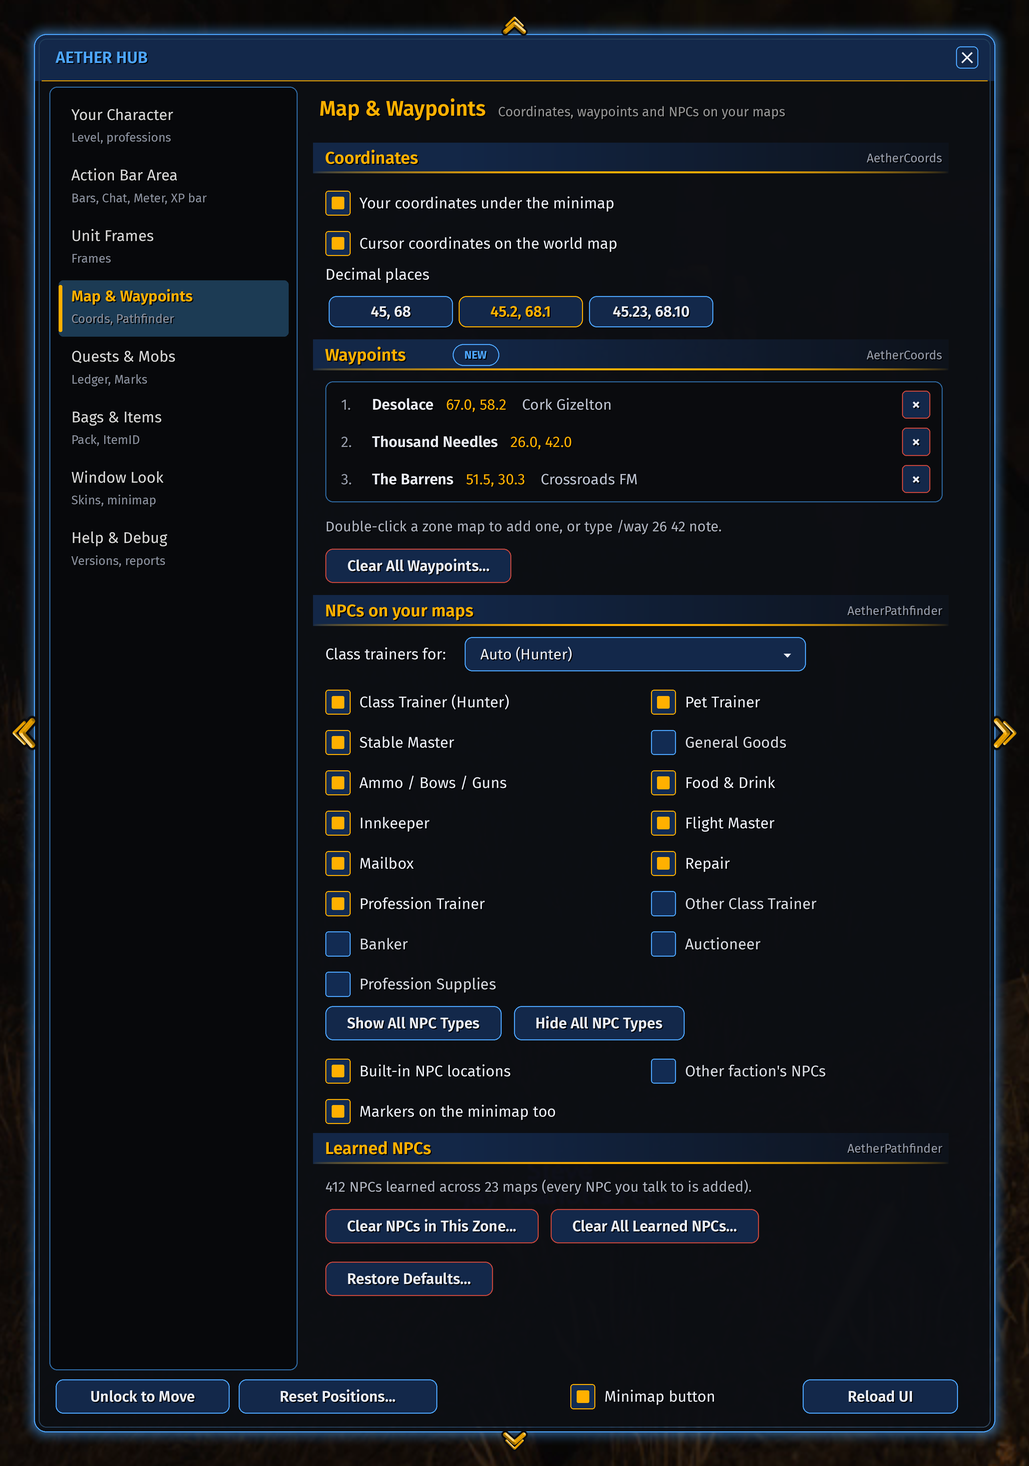 AETHER HUB
Your Character
Level, professions
Action Bar Area
Bars, Chat, Meter, XP bar
Unit Frames
Frames
Map & Waypoints
Coords, Pathfinder
Quests & Mobs
Ledger, Marks
Bags & Items
Pack, ItemID
Window Look
Skins, minimap
Help & Debug
Versions, reports
Map & Waypoints Coordinates, waypoints and NPCs on your maps
Coordinates AetherCoords
Your coordinates under the minimap
Cursor coordinates on the world map
Decimal places
45, 68 45.2, 68.1 45.23, 68.10
Waypoints NEW AetherCoords
1. Desolace 67.0, 58.2 Cork Gizelton ×
2. Thousand Needles 26.0, 42.0 ×
3. The Barrens 51.5, 30.3 Crossroads FM ×
Double-click a zone map to add one, or type /way 26 42 note.
Clear All Waypoints...
NPCs on your maps AetherPathfinder
Class trainers for: Auto (Hunter)
Class Trainer (Hunter) Pet Trainer
Stable Master General Goods
Ammo / Bows / Guns Food & Drink
Innkeeper Flight Master
Mailbox Repair
Profession Trainer Other Class Trainer
Banker Auctioneer
Profession Supplies
Show All NPC Types Hide All NPC Types
Built-in NPC locations Other faction's NPCs
Markers on the minimap too
Learned NPCs AetherPathfinder
412 NPCs learned across 23 maps (every NPC you talk to is added).
Clear NPCs in This Zone... Clear All Learned NPCs...
Restore Defaults...
Unlock to Move Reset Positions... Minimap button Reload UI